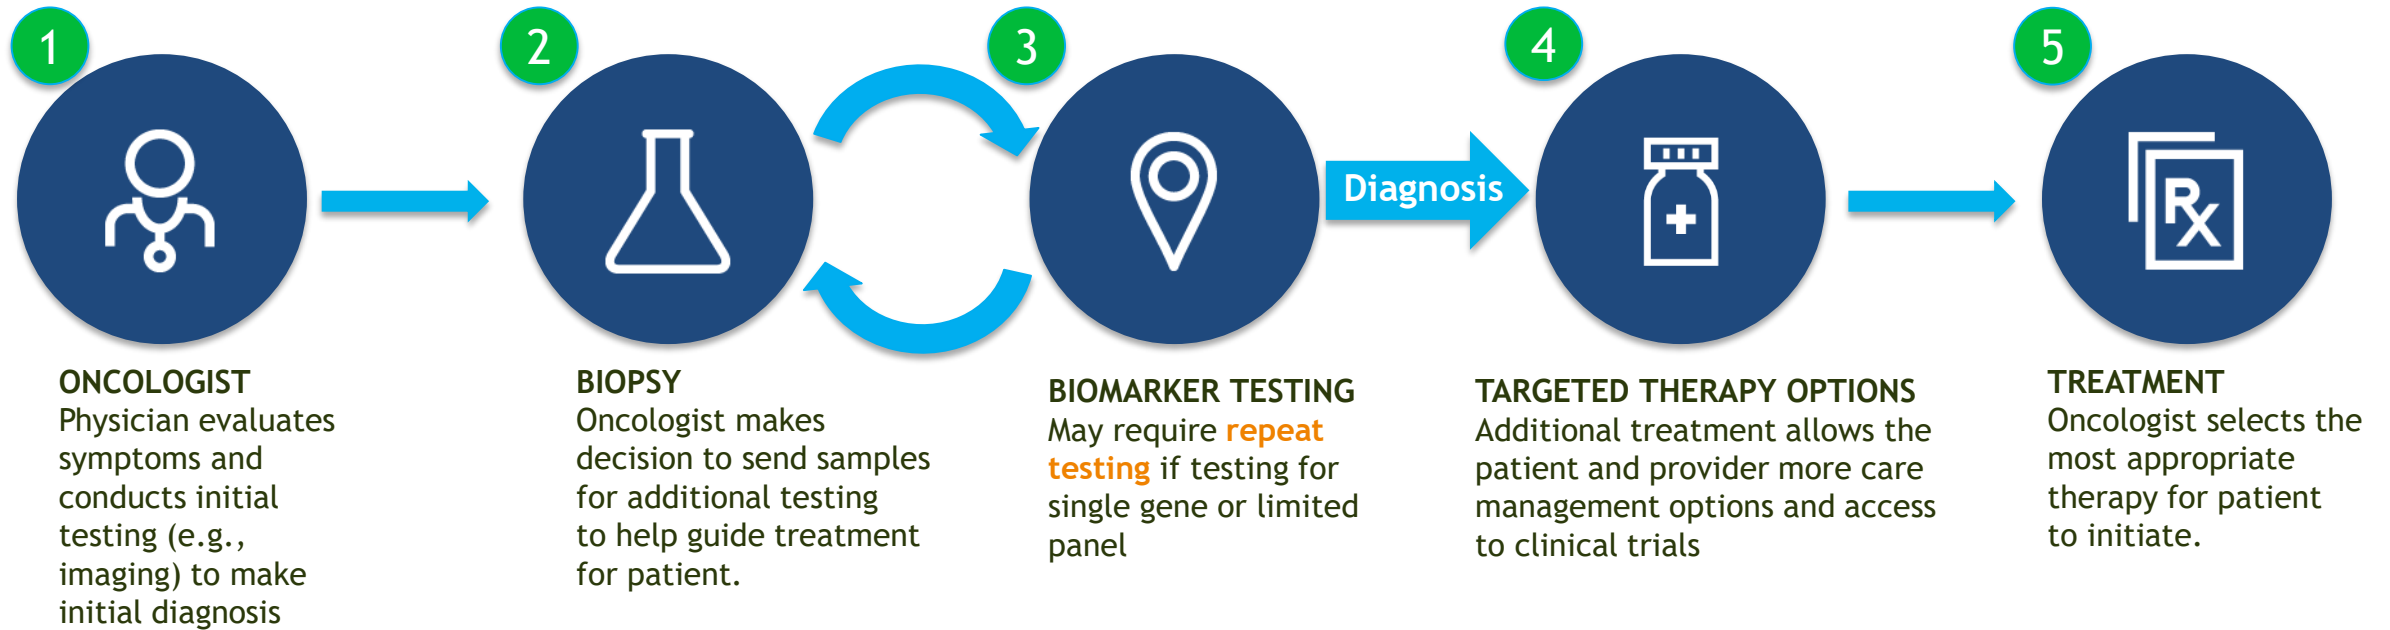 1
2
3
4
5
Rx
Diagnosis
ONCOLOGIST
Physician evaluates
symptoms and
conducts initial
testing (e.g.,
imaging) to make
initial diagnosis
BIOPSY
Oncologist makes
decision to send samples
for additional testing
to help guide treatment
for patient.
BIOMARKER TESTING
May require repeat
testing if testing for
single gene or limited
panel
TARGETED THERAPY OPTIONS
Additional treatment allows the
patient and provider more care
management options and access
to clinical trials
TREATMENT
Oncologist selects the
most appropriate
therapy for patient
to initiate.